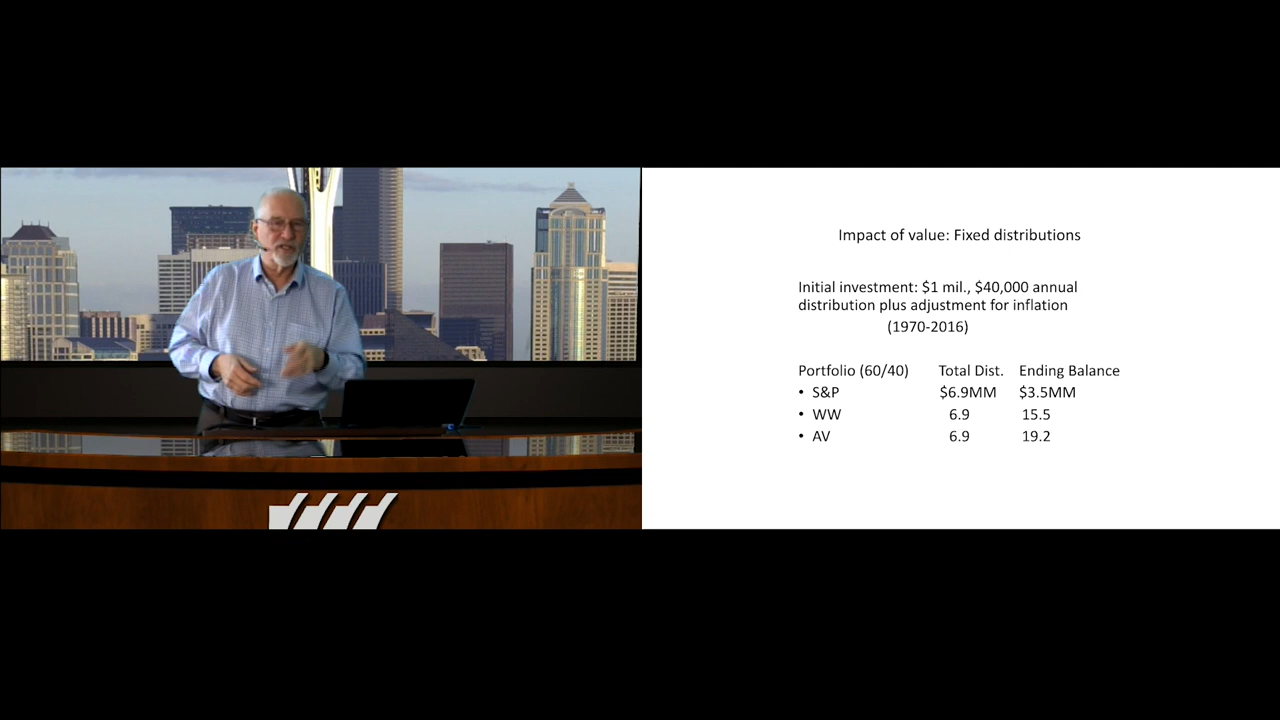 Impact of value: Fixed distributions
Initial investment: $1 mil., $40,000 annual
distribution plus adjustment for inflation
(1970-2016)
Portfolio (60/40) Total Dist. Ending Balance
• S&P $6.9MM $3.5MM
• WW 6.9 15.5
• AV 6.9 19.2